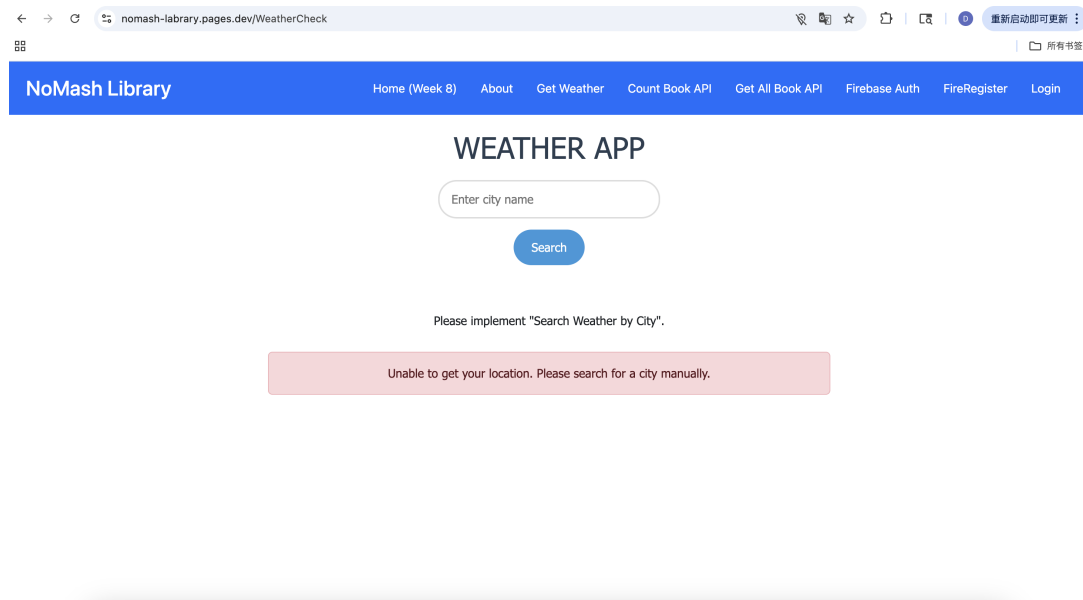 nomash-labrary.pages.dev/WeatherCheck
D
重新启动即可更新
所有书签
NoMash Library
Home (Week 8) About Get Weather Count Book API Get All Book API Firebase Auth FireRegister Login
WEATHER APP
Enter city name
Search
Please implement "Search Weather by City".
Unable to get your location. Please search for a city manually.